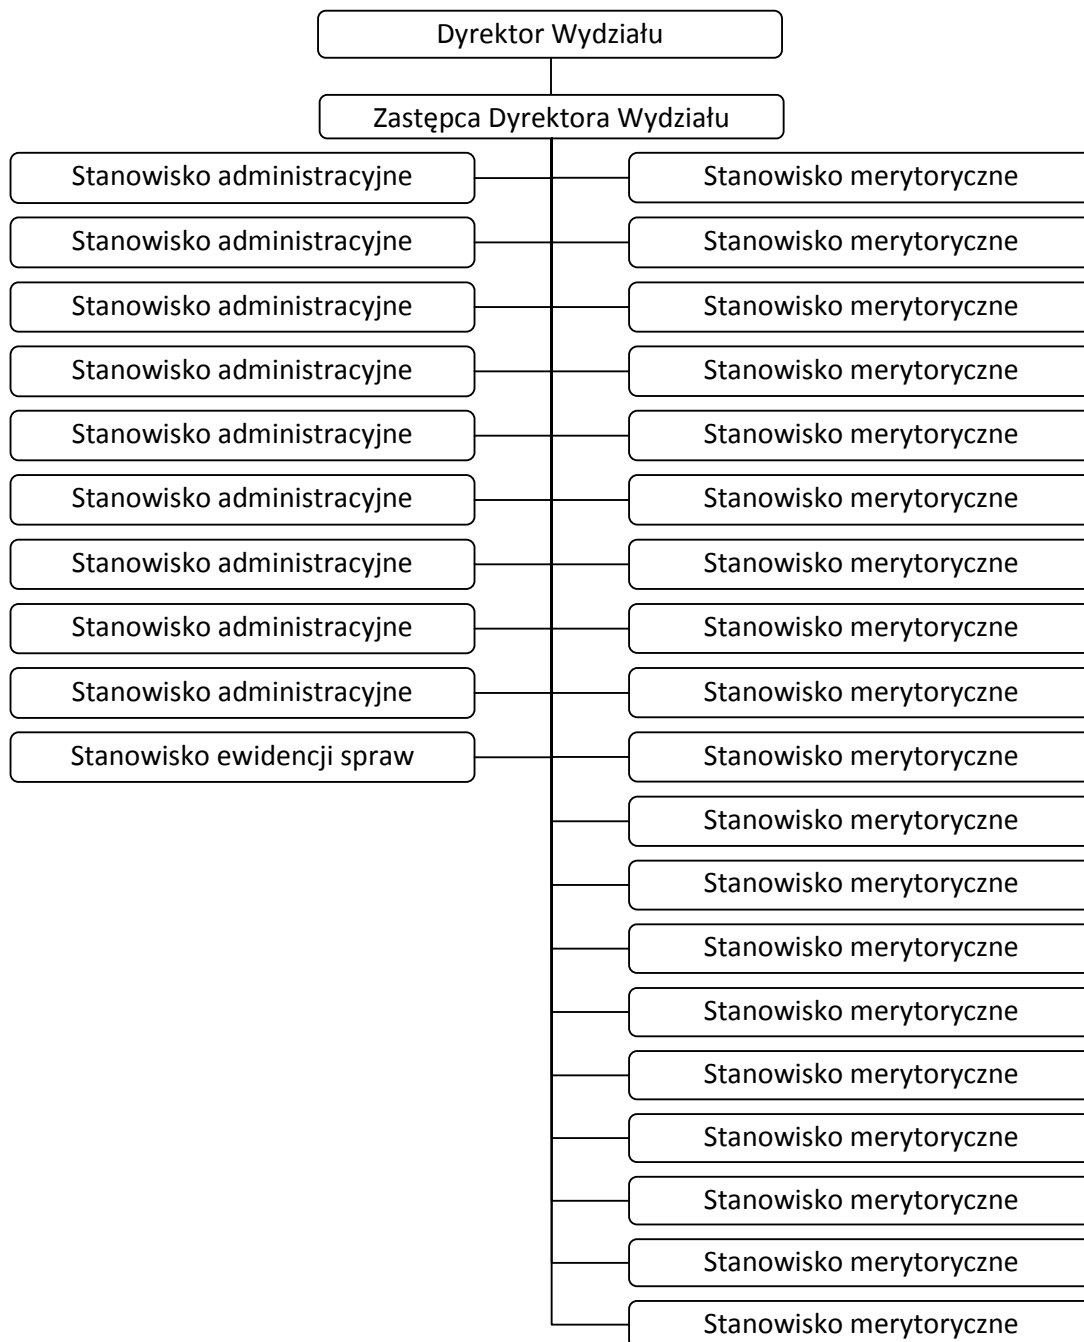 Dyrektor Wydziału
Zastępca Dyrektora Wydziału
Stanowisko administracyjne
Stanowisko merytoryczne
Stanowisko administracyjne
Stanowisko merytoryczne
Stanowisko administracyjne
Stanowisko merytoryczne
Stanowisko administracyjne
Stanowisko merytoryczne
Stanowisko administracyjne
Stanowisko merytoryczne
Stanowisko administracyjne
Stanowisko merytoryczne
Stanowisko administracyjne
Stanowisko merytoryczne
Stanowisko administracyjne
Stanowisko merytoryczne
Stanowisko administracyjne
Stanowisko merytoryczne
Stanowisko ewidencji spraw
Stanowisko merytoryczne
Stanowisko merytoryczne
Stanowisko merytoryczne
Stanowisko merytoryczne
Stanowisko merytoryczne
Stanowisko merytoryczne
Stanowisko merytoryczne
Stanowisko merytoryczne
Stanowisko merytoryczne
Stanowisko merytoryczne